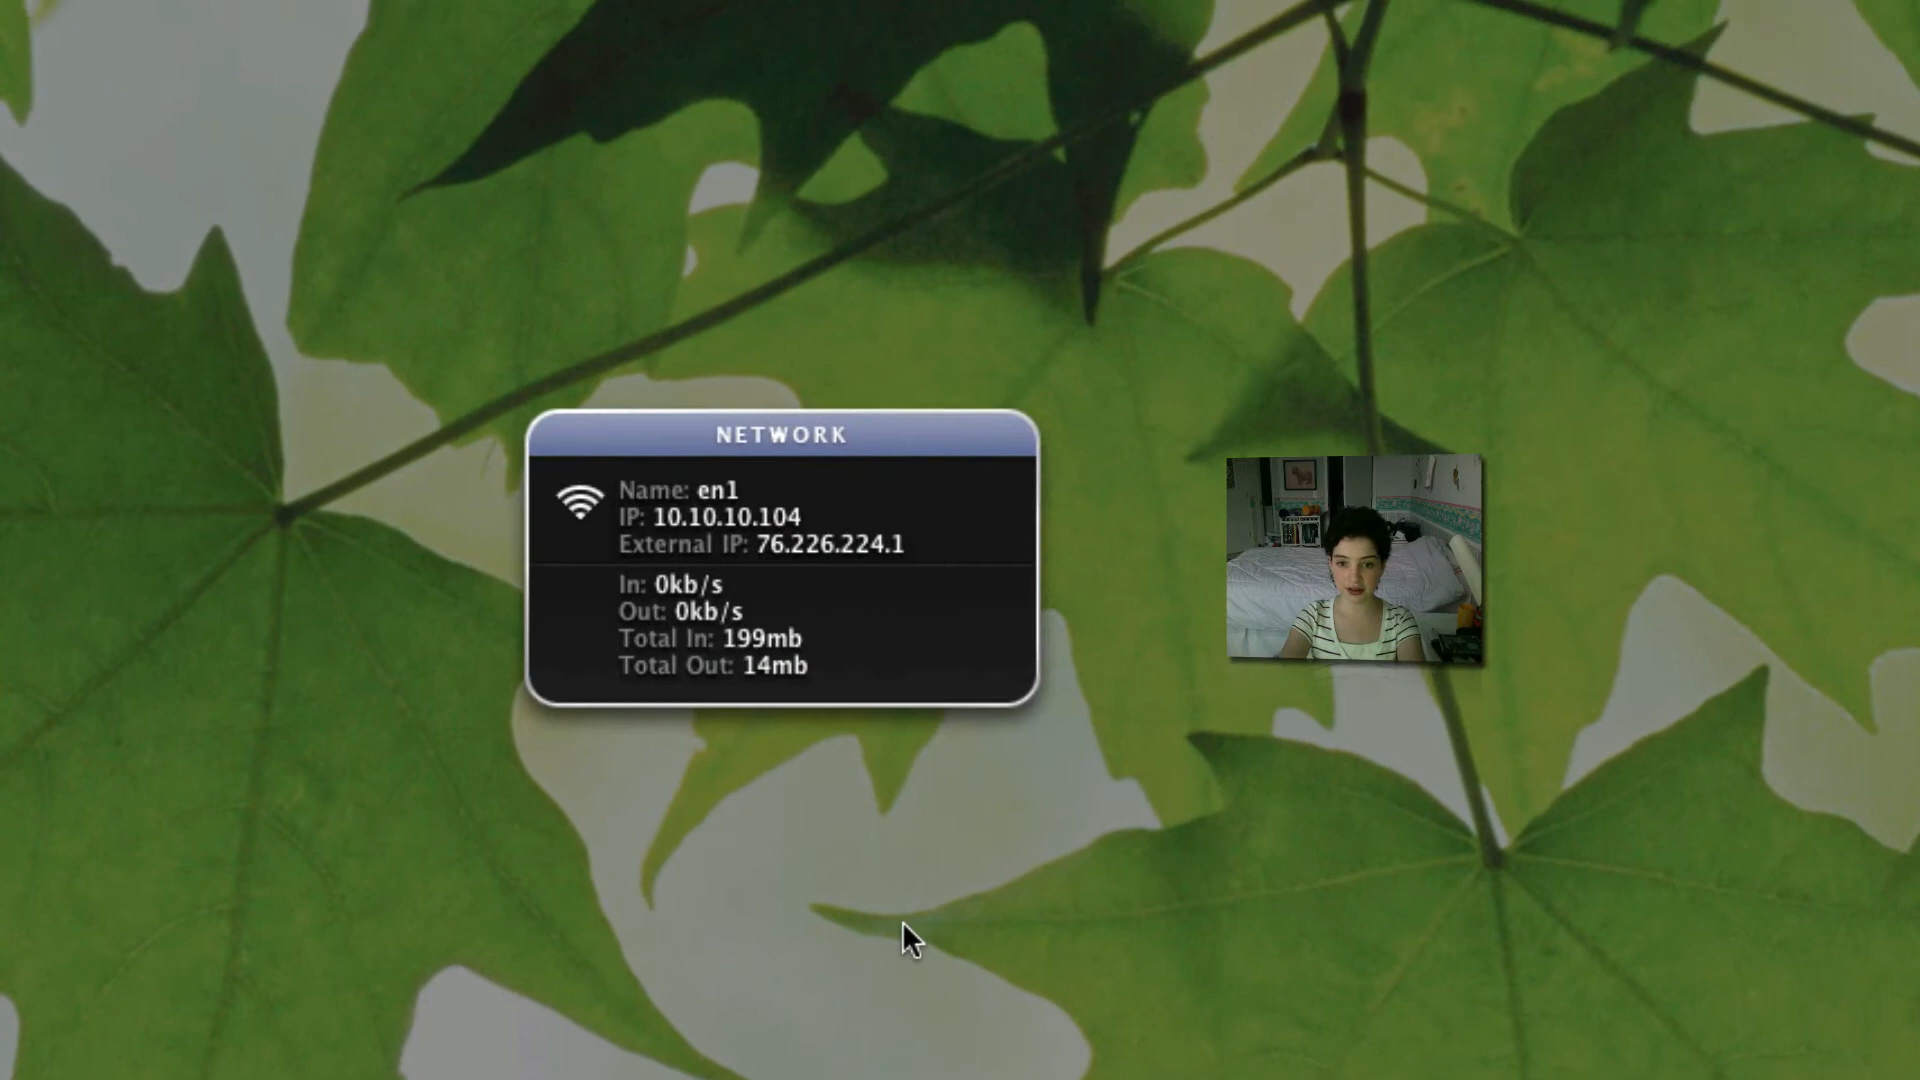 NETWORK
Name: en1
IP: 10.10.10.104
External IP: 76.226.224.1
In: 0kb/s
Out: 0kb/s
Total In: 199mb
Total Out: 14mb